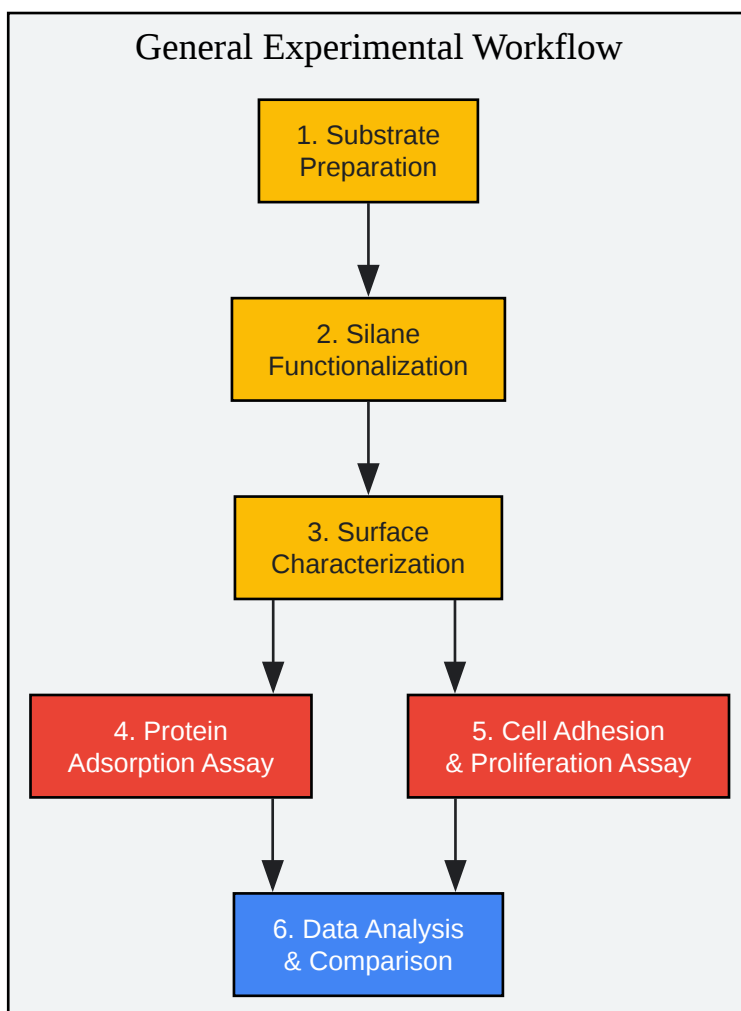 General Experimental Workflow
1. Substrate
Preparation
2. Silane
Functionalization
3. Surface
Characterization
4. Protein
Adsorption Assay
5. Cell Adhesion
& Proliferation Assay
6. Data Analysis
& Comparison